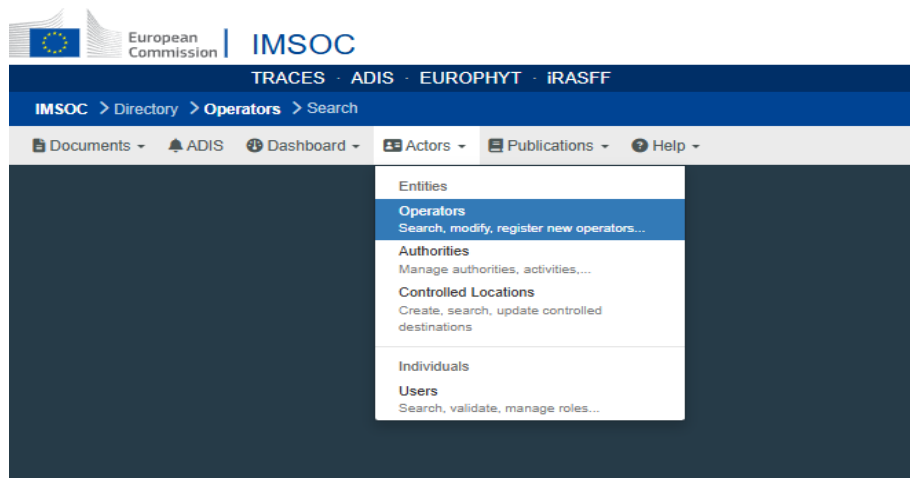 European
Commission
IMSOC
TRACES · ADIS · EUROPHYT · iRASFF
IMSOC > Directory > Operators > Search
Documents ADIS Dashboard Actors Publications Help
Entities
Operators
Search, modify, register new operators...
Authorities
Manage authorities, activities,...
Controlled Locations
Create, search, update controlled
destinations
Individuals
Users
Search, validate, manage roles...